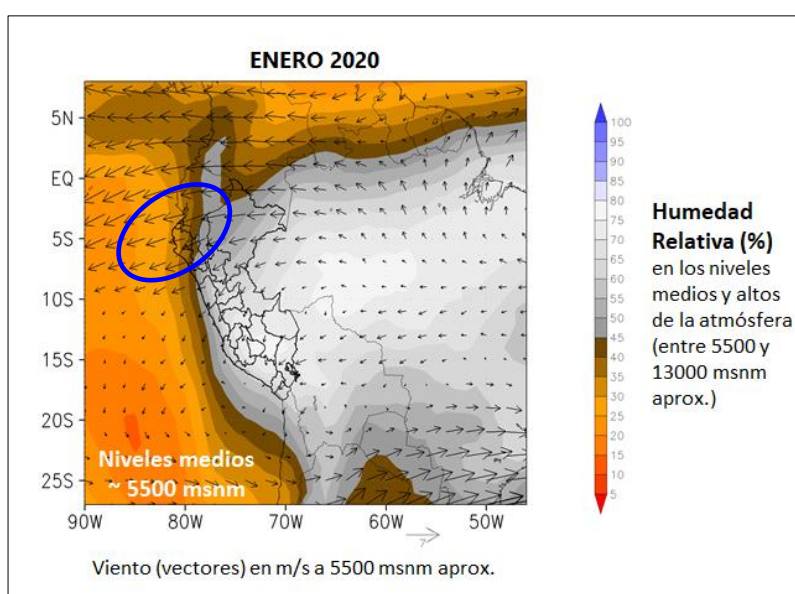 ENERO 2020
5N
EQ
5S
10S
15S
20S
25S
90W
80W
70W
60W
50W
Niveles medios
~ 5500 msnm
7
Viento (vectores) en m/s a 5500 msnm aprox.
100
95
90
85
80
75
70
65
60
55
50
45
40
35
30
25
20
15
10
5
Humedad
Relativa (%)
en los niveles
medios y altos
de la atmósfera
(entre 5500 y
13000 msnm
aprox.)